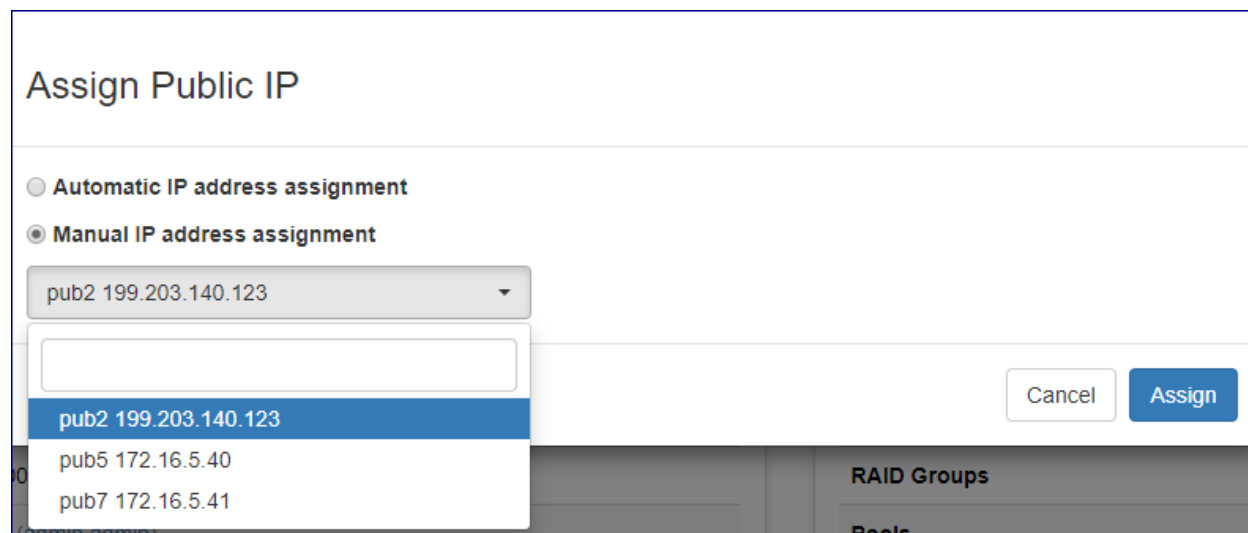 Assign Public IP
Automatic IP address assignment
Manual IP address assignment
pub2 199.203.140.123
pub2 199.203.140.123
pub5 172.16.5.40
pub7 172.16.5.41
Cancel
Assign
RAID Groups